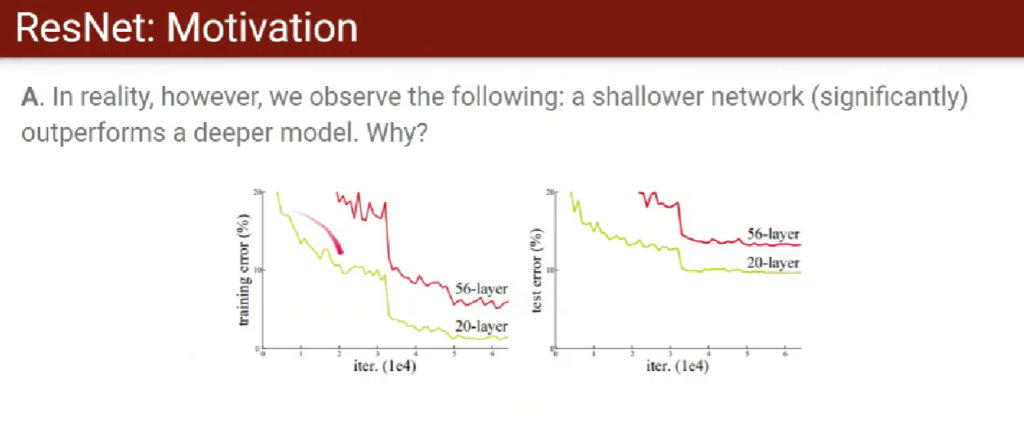 ResNet: Motivation
A. In reality, however, we observe the following: a shallower network (significantly)
outperforms a deeper model. Why?
20
10
0
training error (%)
56-layer
20-layer
0 1 2 3 4 5 6
iter. (1e4)
20
10
0
test error (%)
56-layer
20-layer
0 1 2 3 4 5 6
iter. (1e4)